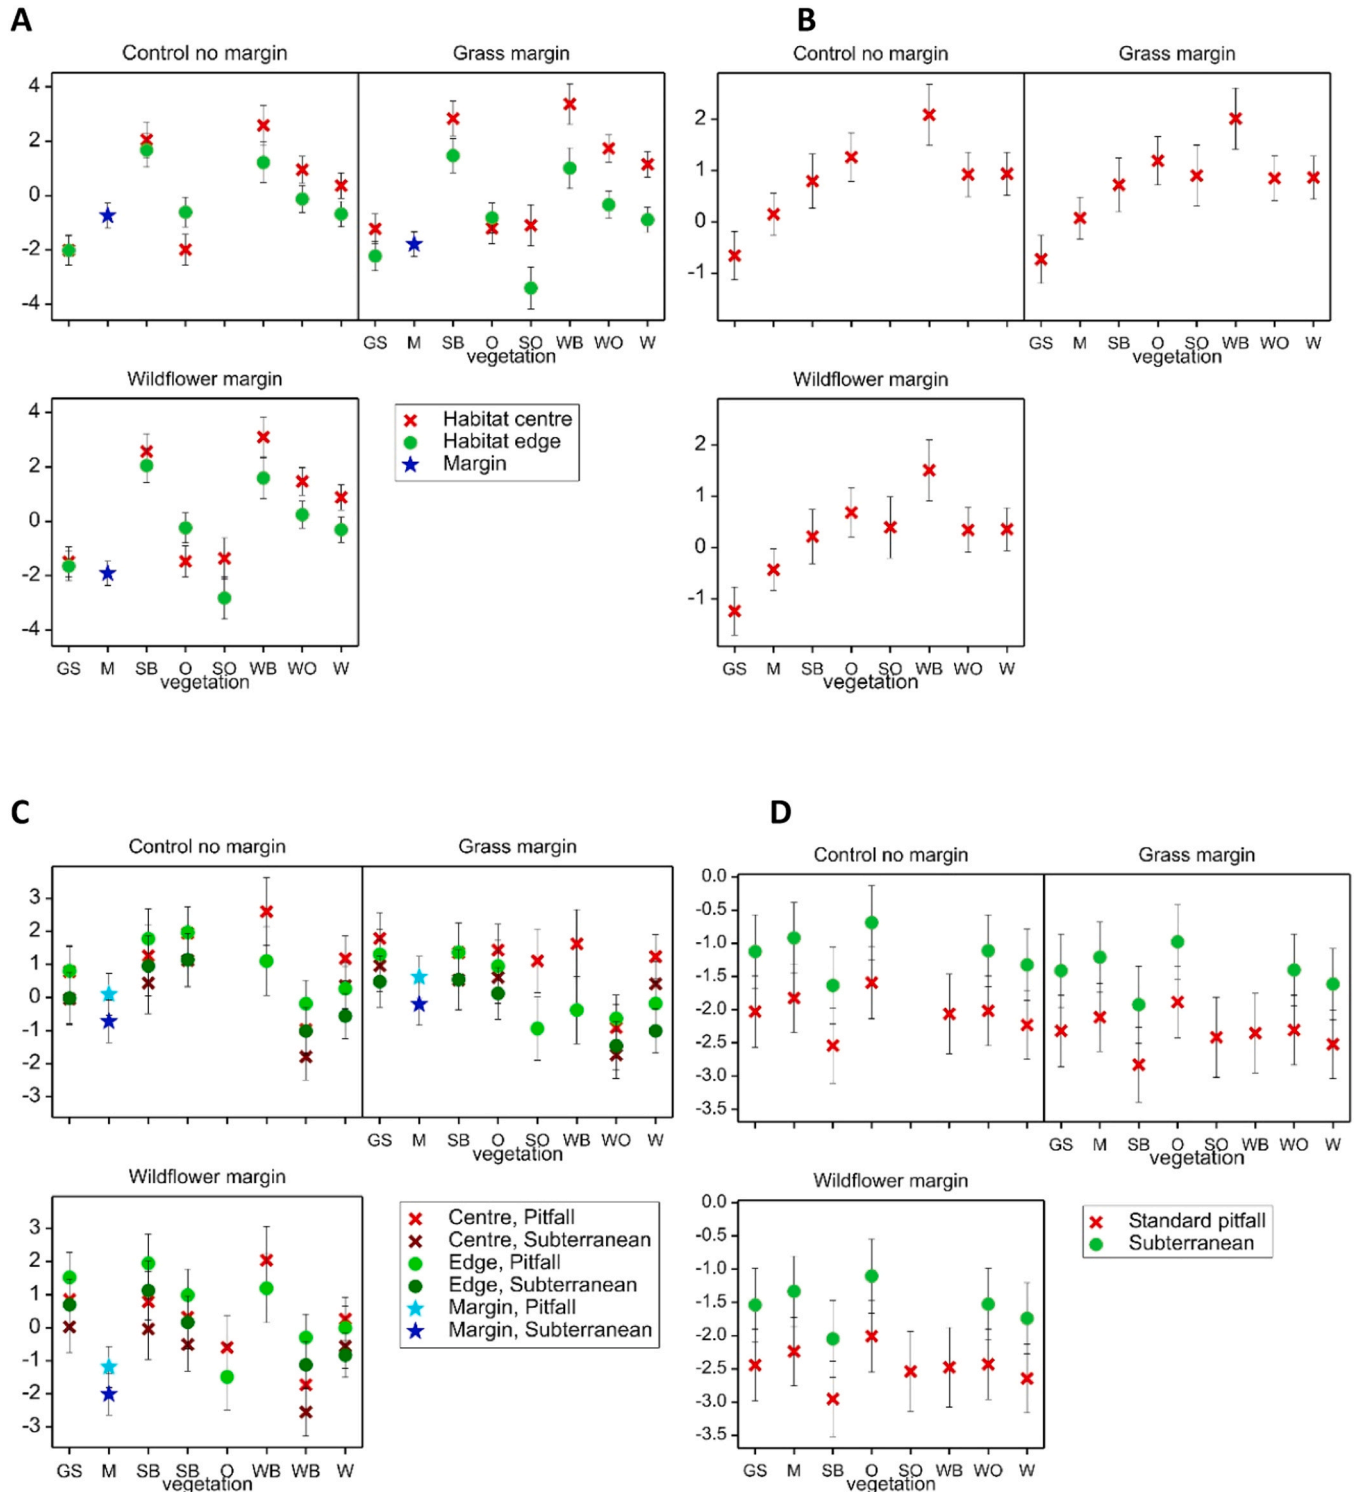 A
Control no margin
Grass margin
4
2
0
-2
-4
GS M SB O SO WB WO W
vegetation
Wildflower margin
4
2
0
-2
-4
GS M SB O SO WB WO W
vegetation
Habitat centre
Habitat edge
Margin
B
Control no margin
Grass margin
2
1
0
-1
GS M SB O SO WB WO W
vegetation
Wildflower margin
2
1
0
-1
GS M SB O SO WB WO W
vegetation
C
Control no margin
Grass margin
3
2
1
0
-1
-2
-3
GS M SB O SO WB WO W
vegetation
Wildflower margin
3
2
1
0
-1
-2
-3
GS M SB SB O WB WB W
vegetation
Centre, Pitfall
Centre, Subterranean
Edge, Pitfall
Edge, Subterranean
Margin, Pitfall
Margin, Subterranean
D
Control no margin
Grass margin
0.0
-0.5
-1.0
-1.5
-2.0
-2.5
-3.0
-3.5
GS M SB O SO WB WO W
vegetation
Wildflower margin
0.0
-0.5
-1.0
-1.5
-2.0
-2.5
-3.0
-3.5
GS M SB O SO WB WO W
vegetation
Standard pitfall
Subterranean